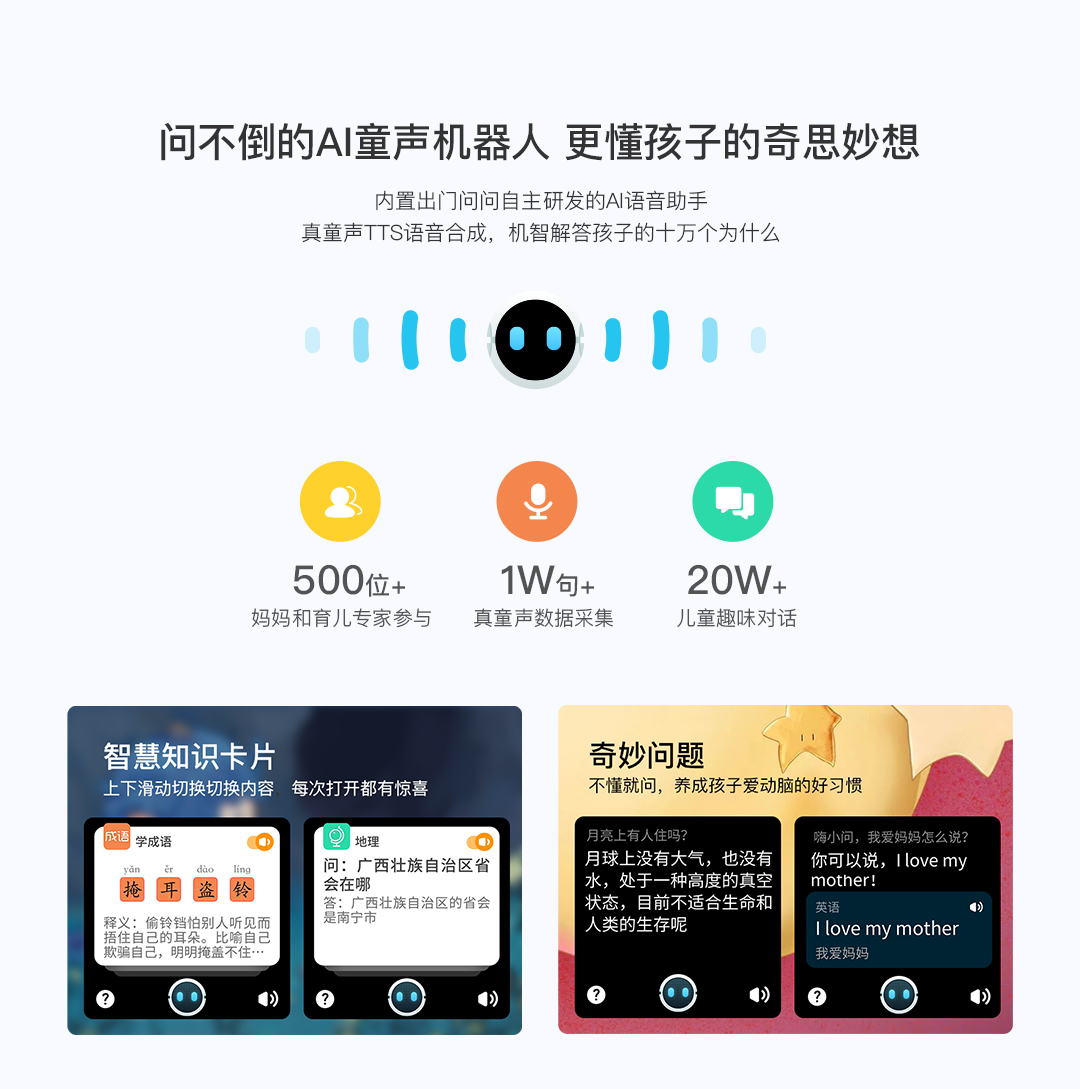 问不倒的AI童声机器人 更懂孩子的奇思妙想
内置出门问问自主研发的AI语音助手
真童声TTS语音合成，机智解答孩子的十万个为什么
500位+
1W句+
20W+
妈妈和育儿专家参与
真童声数据采集
儿童趣味对话
智慧知识卡片
上下滑动切换切换内容 每次打开都有惊喜
成语 学成语
yǎn ěr dào líng
掩 耳 盗 铃
释义：偷铃铛怕别人听见而
捂住自己的耳朵。比喻自己
欺骗自己，明明掩盖不住…
?
地理
问：广西壮族自治区省
会在哪
答：广西壮族自治区的省会
是南宁市
?
奇妙问题
不懂就问，养成孩子爱动脑的好习惯
月亮上有人住吗？
月球上没有大气，也没有
水，处于一种高度的真空
状态，目前不适合生命和
人类的生存呢
?
嗨小问，我爱妈妈怎么说？
你可以说，I love my
mother！
英语
I love my mother
我爱妈妈
?